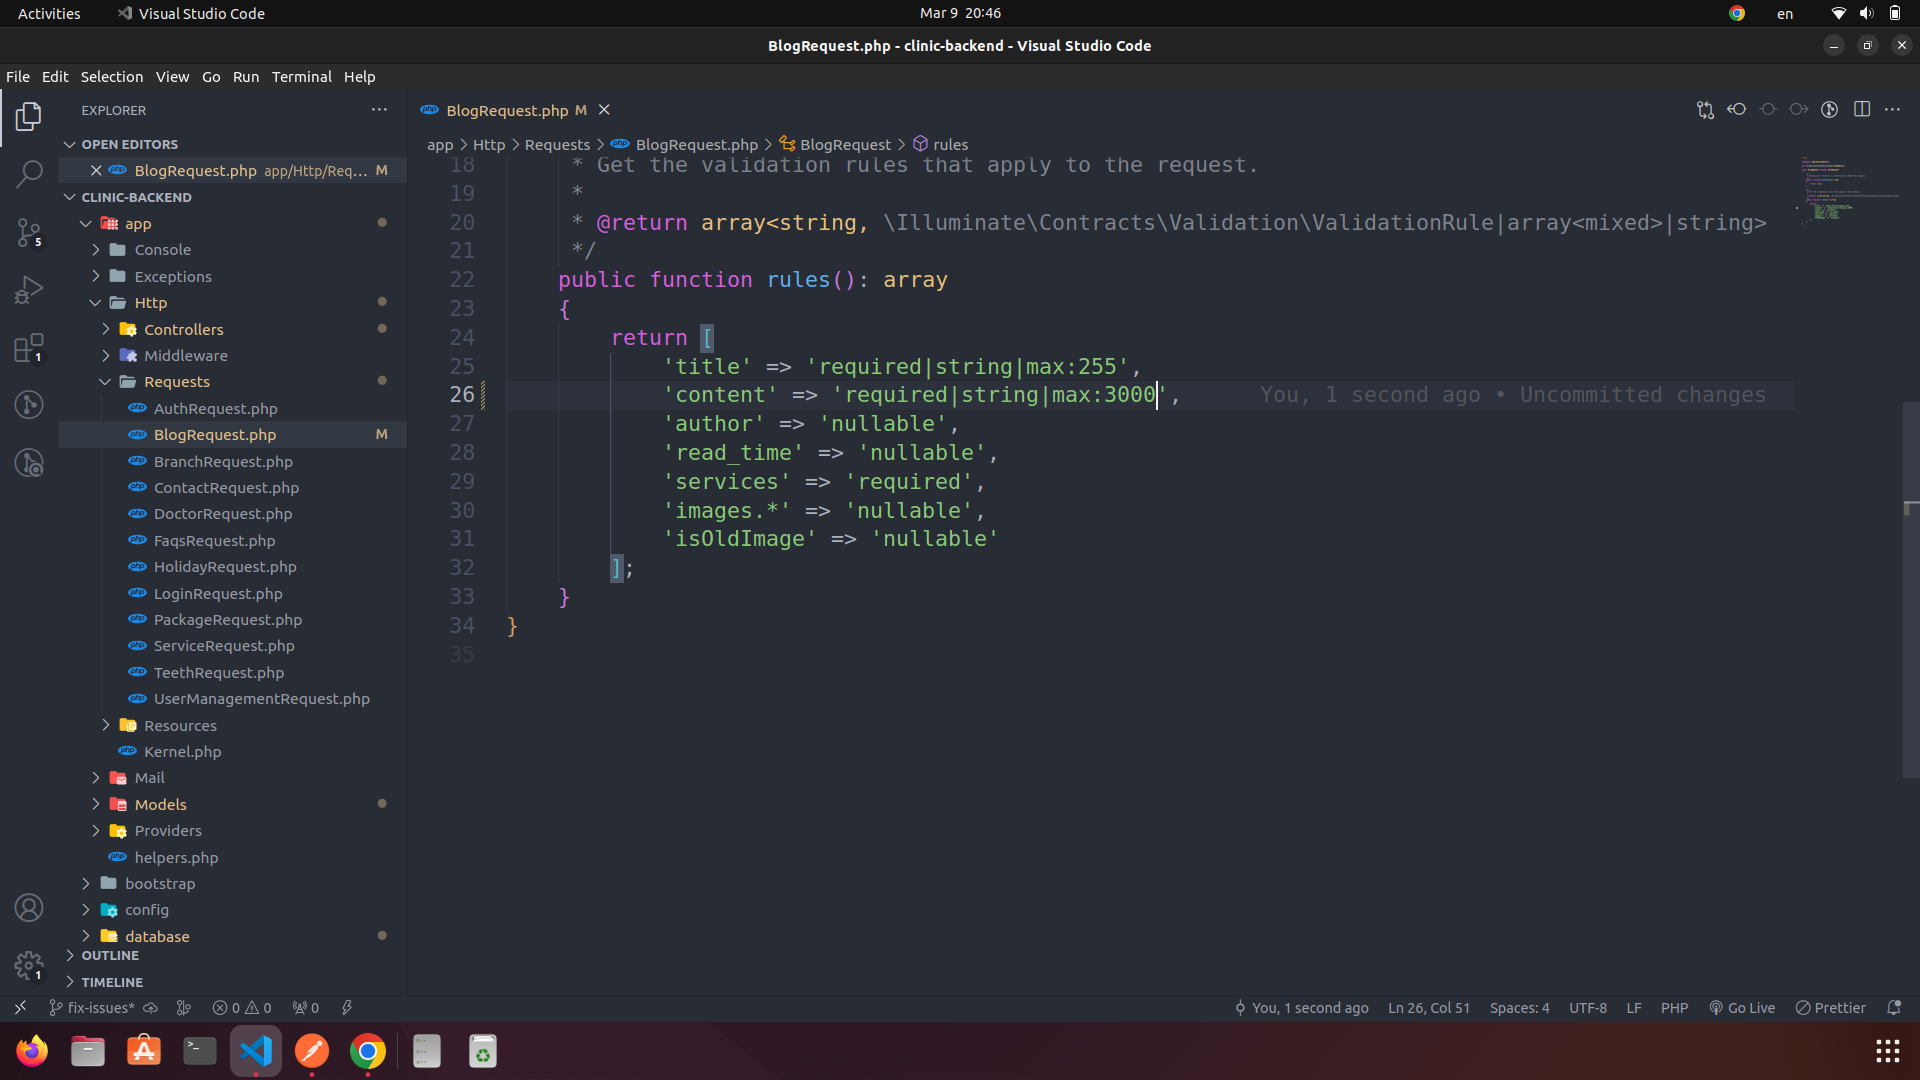 Activities
Visual Studio Code
Mar 9 20:46
en
BlogRequest.php - clinic-backend - Visual Studio Code
File Edit Selection View Go Run Terminal Help
EXPLORER
OPEN EDITORS
BlogRequest.php app/Http/Req... M
CLINIC-BACKEND
app
Console
Exceptions
Http
Controllers
Middleware
Requests
AuthRequest.php
BlogRequest.php M
BranchRequest.php
ContactRequest.php
DoctorRequest.php
FaqsRequest.php
HolidayRequest.php
LoginRequest.php
PackageRequest.php
ServiceRequest.php
TeethRequest.php
UserManagementRequest.php
Resources
Kernel.php
Mail
Models
Providers
helpers.php
bootstrap
config
database
OUTLINE
TIMELINE
5
1
1
BlogRequest.php M
app > Http > Requests > BlogRequest.php > BlogRequest > rules
18 * Get the validation rules that apply to the request.
19 *
20 * @return array<string, \Illuminate\Contracts\Validation\ValidationRule|array<mixed>|string>
21 */
22 public function rules(): array
23 {
24 return [
25 'title' => 'required|string|max:255',
26 'content' => 'required|string|max:3000', You, 1 second ago • Uncommitted changes
27 'author' => 'nullable',
28 'read_time' => 'nullable',
29 'services' => 'required',
30 'images.*' => 'nullable',
31 'isOldImage' => 'nullable'
32 ];
33 }
34 }
35
fix-issues* 0 0 0
You, 1 second ago Ln 26, Col 51 Spaces: 4 UTF-8 LF PHP Go Live Prettier